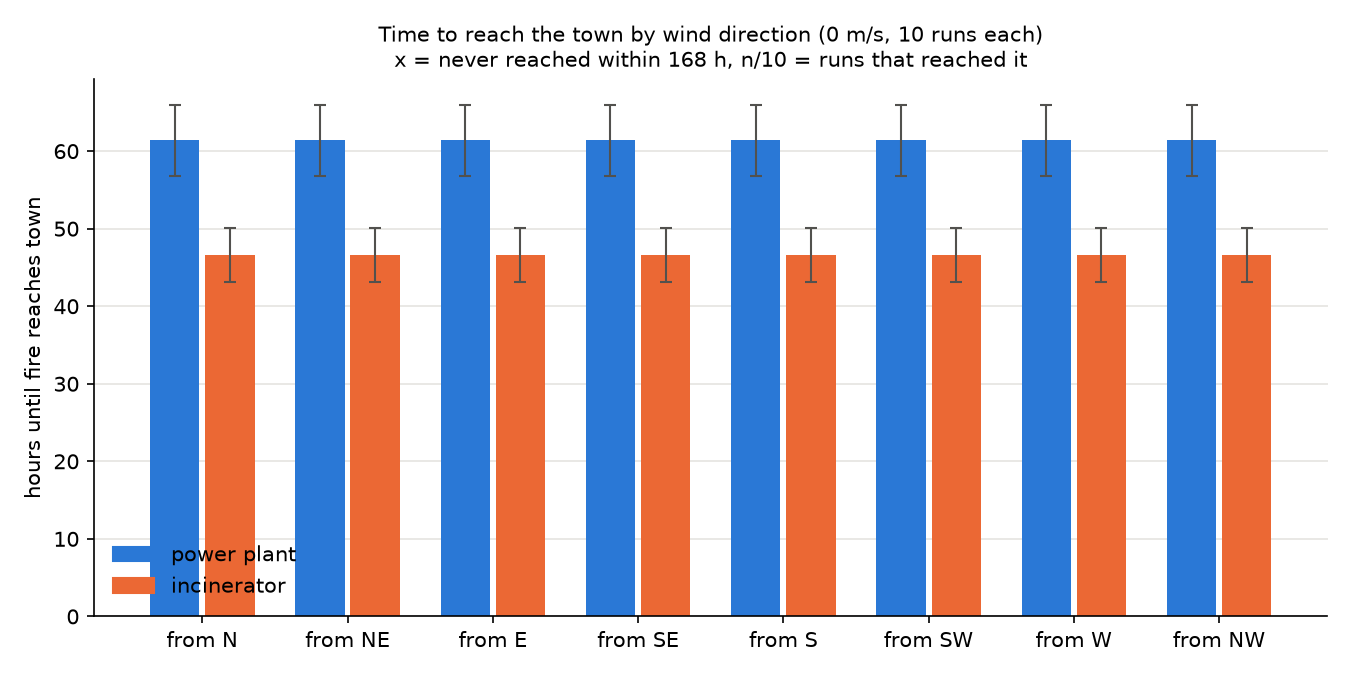 Time to reach the town by wind direction (0 m/s, 10 runs each)
x = never reached within 168 h, n/10 = runs that reached it
hours until fire reaches town
60
50
40
30
20
10
0
power plant
incinerator
from N
from NE
from E
from SE
from S
from SW
from W
from NW